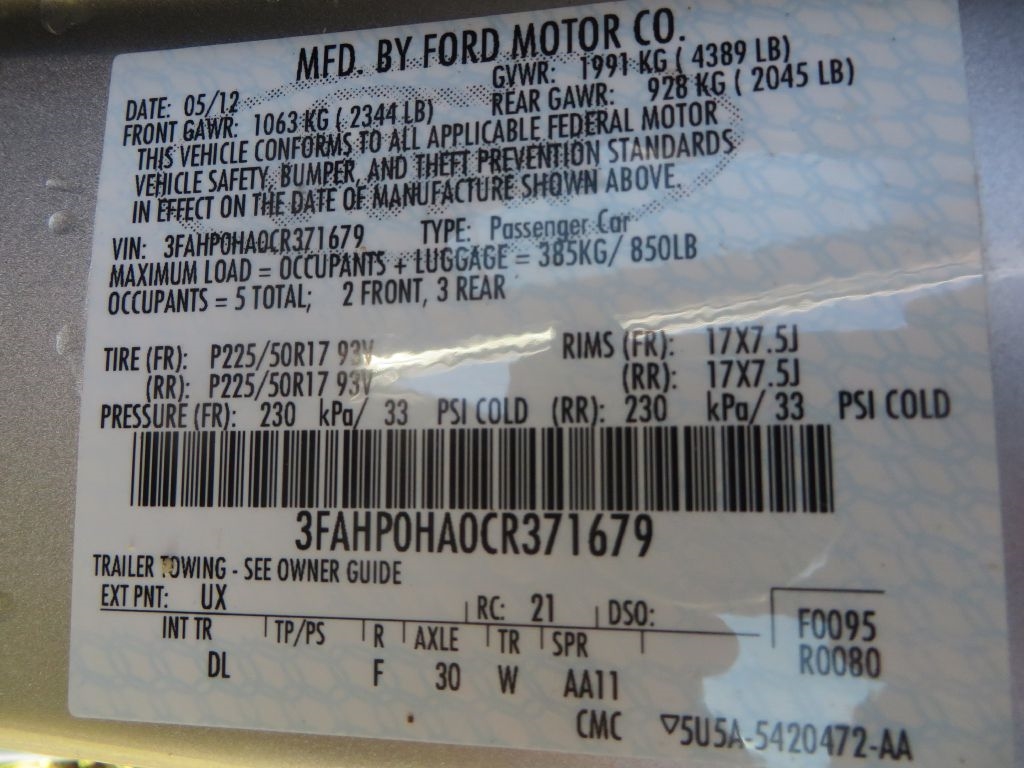 MFD. BY FORD MOTOR CO.
DATE: 05/12 GVWR: 1991 KG ( 4389 LB)
FRONT GAWR: 1063 KG ( 2344 LB) REAR GAWR: 928 KG ( 2045 LB)
THIS VEHICLE CONFORMS TO ALL APPLICABLE FEDERAL MOTOR
VEHICLE SAFETY, BUMPER, AND THEFT PREVENTION STANDARDS
IN EFFECT ON THE DATE OF MANUFACTURE SHOWN ABOVE.
VIN: 3FAHP0HA0CR371679 TYPE: Passenger Car
MAXIMUM LOAD = OCCUPANTS + LUGGAGE = 385KG/ 850LB
OCCUPANTS = 5 TOTAL; 2 FRONT, 3 REAR
TIRE (FR): P225/50R17 93V RIMS (FR): 17X7.5J
(RR): P225/50R17 93V (RR): 17X7.5J
PRESSURE (FR): 230 kPa/ 33 PSI COLD (RR): 230 kPa/ 33 PSI COLD
3FAHP0HA0CR371679
TRAILER TOWING - SEE OWNER GUIDE
EXT PNT: UX RC: 21 DSO: F0095
INT TR TP/PS R AXLE TR SPR R0080
DL F 30 W AA11
CMC ▽5U5A-5420472-AA